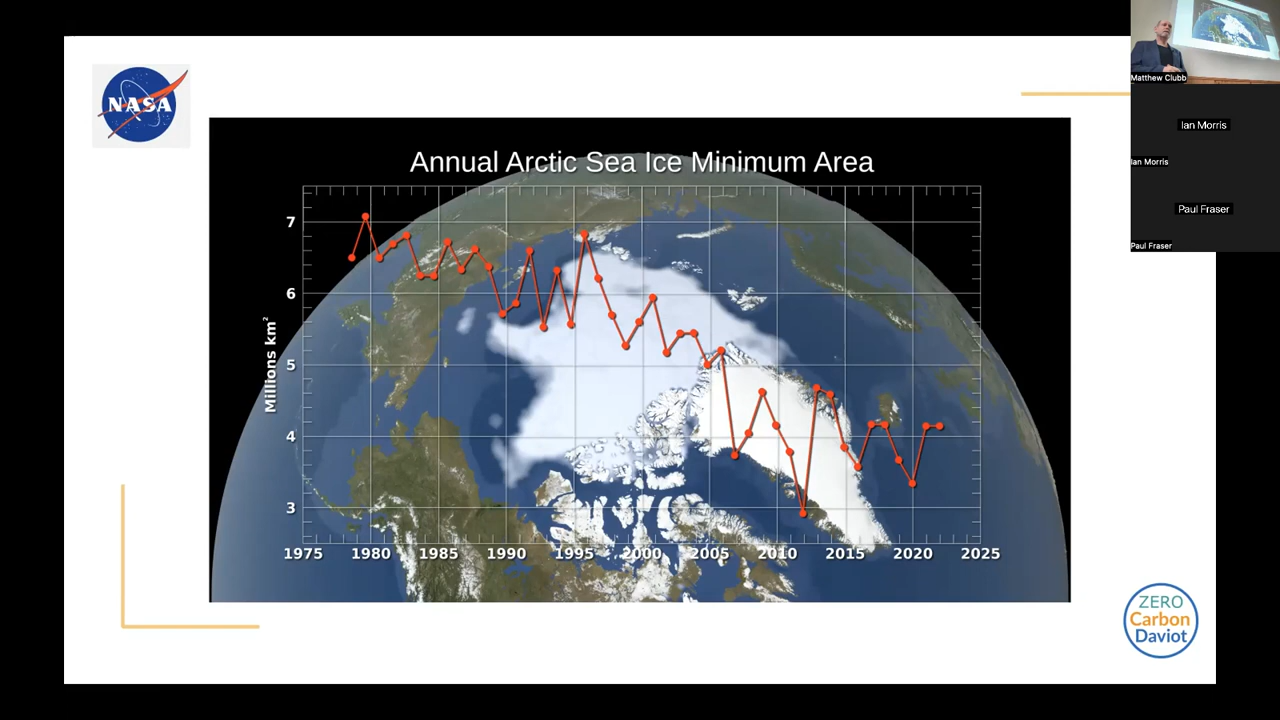 NASA
Annual Arctic Sea Ice Minimum Area
Millions km²
7
6
5
4
3
1975 1980 1985 1990 1995 2000 2005 2010 2015 2020 2025
ZERO
Carbon
Daviot
Matthew Clubb
Ian Morris
Ian Morris
Paul Fraser
Paul Fraser